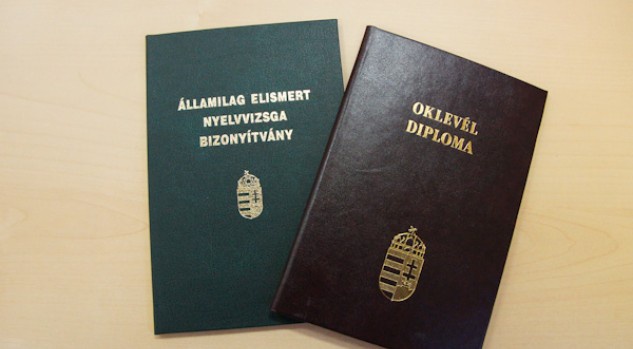 ÁLLAMILAG ELISMERT
NYELVVIZSGA
BIZONYÍTVÁNY
OKLEVÉL
DIPLOMA